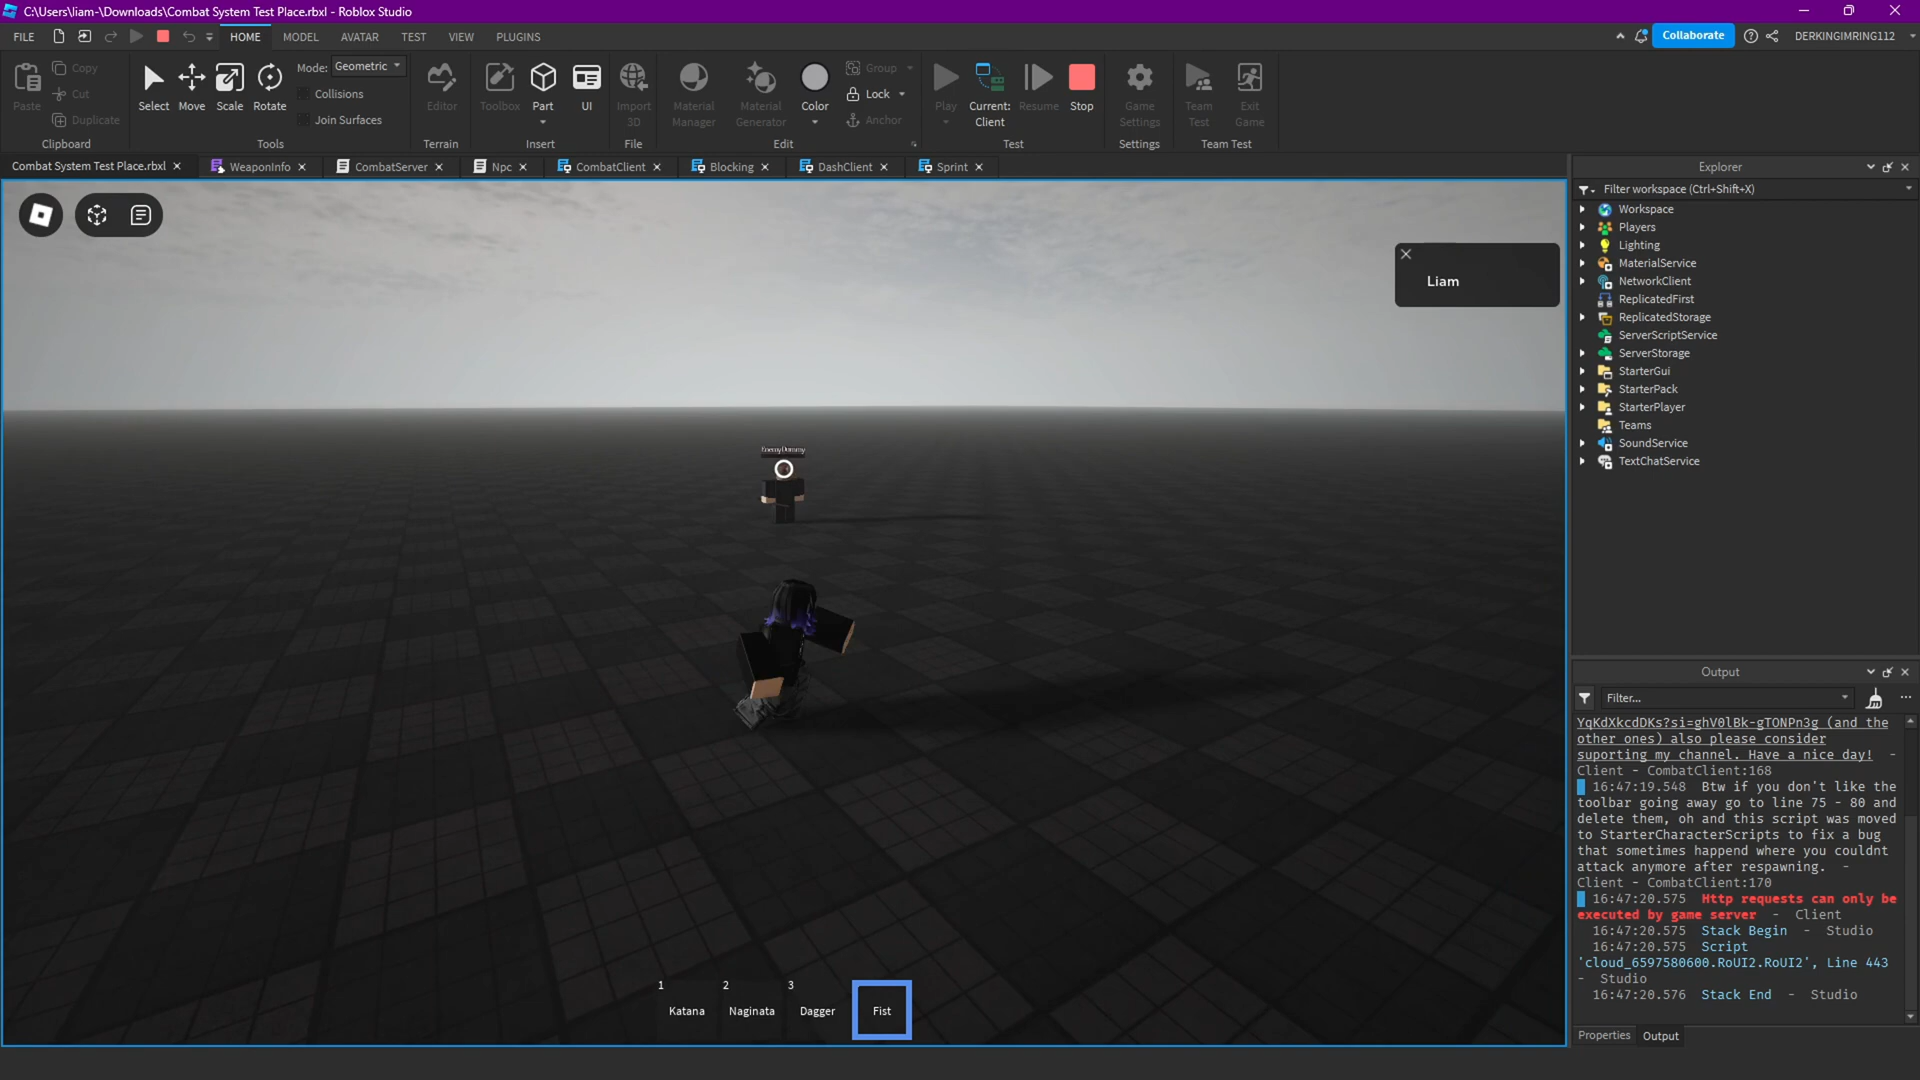 C:\Users\liam-\Downloads\Combat System Test Place.rbxl - Roblox Studio
FILE HOME MODEL AVATAR TEST VIEW PLUGINS Collaborate DERKINGIMRING112
Paste
Copy
Cut
Duplicate
Clipboard
Select Move Scale Rotate
Mode: Geometric
Collisions
Join Surfaces
Tools
Editor
Terrain
Toolbox Part UI
Insert
Import
3D
File
Material
Manager
Material
Generator
Color
Group
Lock
Anchor
Edit
Play
Current:
Client
Resume
Stop
Test
Game
Settings
Settings
Team
Test
Exit
Game
Team Test
Combat System Test Place.rbxl WeaponInfo CombatServer Npc CombatClient Blocking DashClient Sprint
Liam
Enemy Dummy
1 2 3
Katana Naginata Dagger Fist
Explorer
Filter workspace (Ctrl+Shift+X)
Workspace
Players
Lighting
MaterialService
NetworkClient
ReplicatedFirst
ReplicatedStorage
ServerScriptService
ServerStorage
StarterGui
StarterPack
StarterPlayer
Teams
SoundService
TextChatService
Output
Filter...
YqKdXkcdDKs?si=ghV0lBk-gTONPn3g (and the
other ones) also please consider
suporting my channel. Have a nice day! -
Client - CombatClient:168
16:47:19.548 Btw if you don't like the
toolbar going away go to line 75 - 80 and
delete them, oh and this script was moved
to StarterCharacterScripts to fix a bug
that sometimes happend where you couldnt
attack anymore after respawning. -
Client - CombatClient:170
16:47:20.575 Http requests can only be
executed by game server - Client
16:47:20.575 Stack Begin - Studio
16:47:20.575 Script
'cloud_6597580600.RoUI2.RoUI2', Line 443
- Studio
16:47:20.576 Stack End - Studio
Properties Output